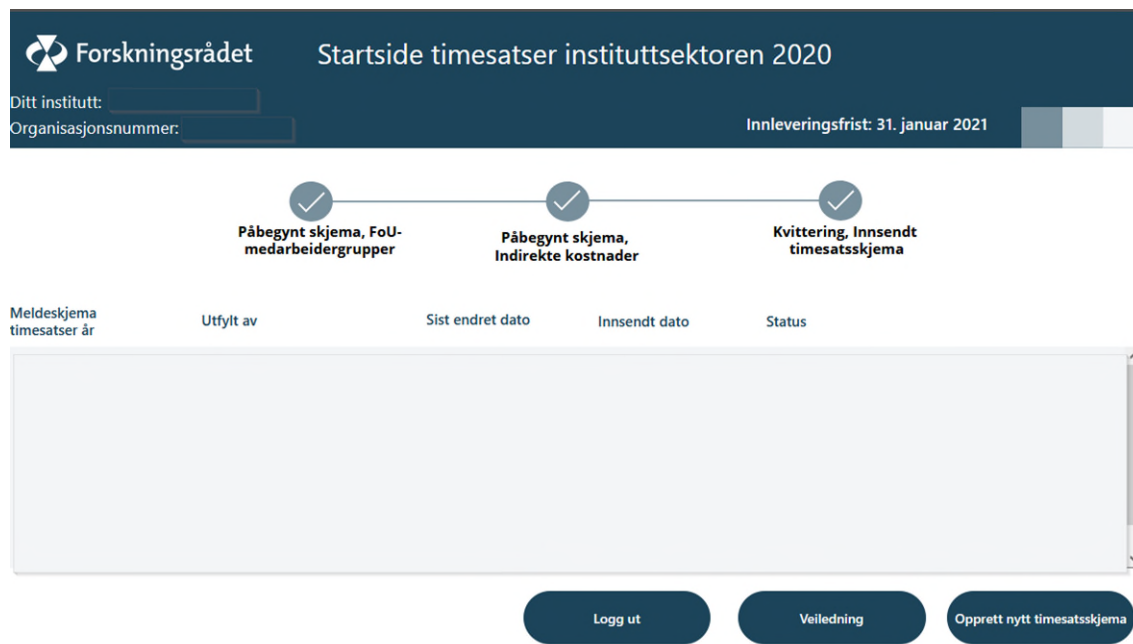 Forskningsrådet
Startside timesatser instituttsektoren 2020
Ditt institutt:
Organisasjonsnummer:
Innleveringsfrist: 31. januar 2021
Påbegynt skjema, FoU-
medarbeidergrupper
Påbegynt skjema,
Indirekte kostnader
Kvittering, Innsendt
timesatsskjema
Meldeskjema
timesatser år
Utfylt av
Sist endret dato
Innsendt dato
Status
Logg ut
Veiledning
Opprett nytt timesatsskjema